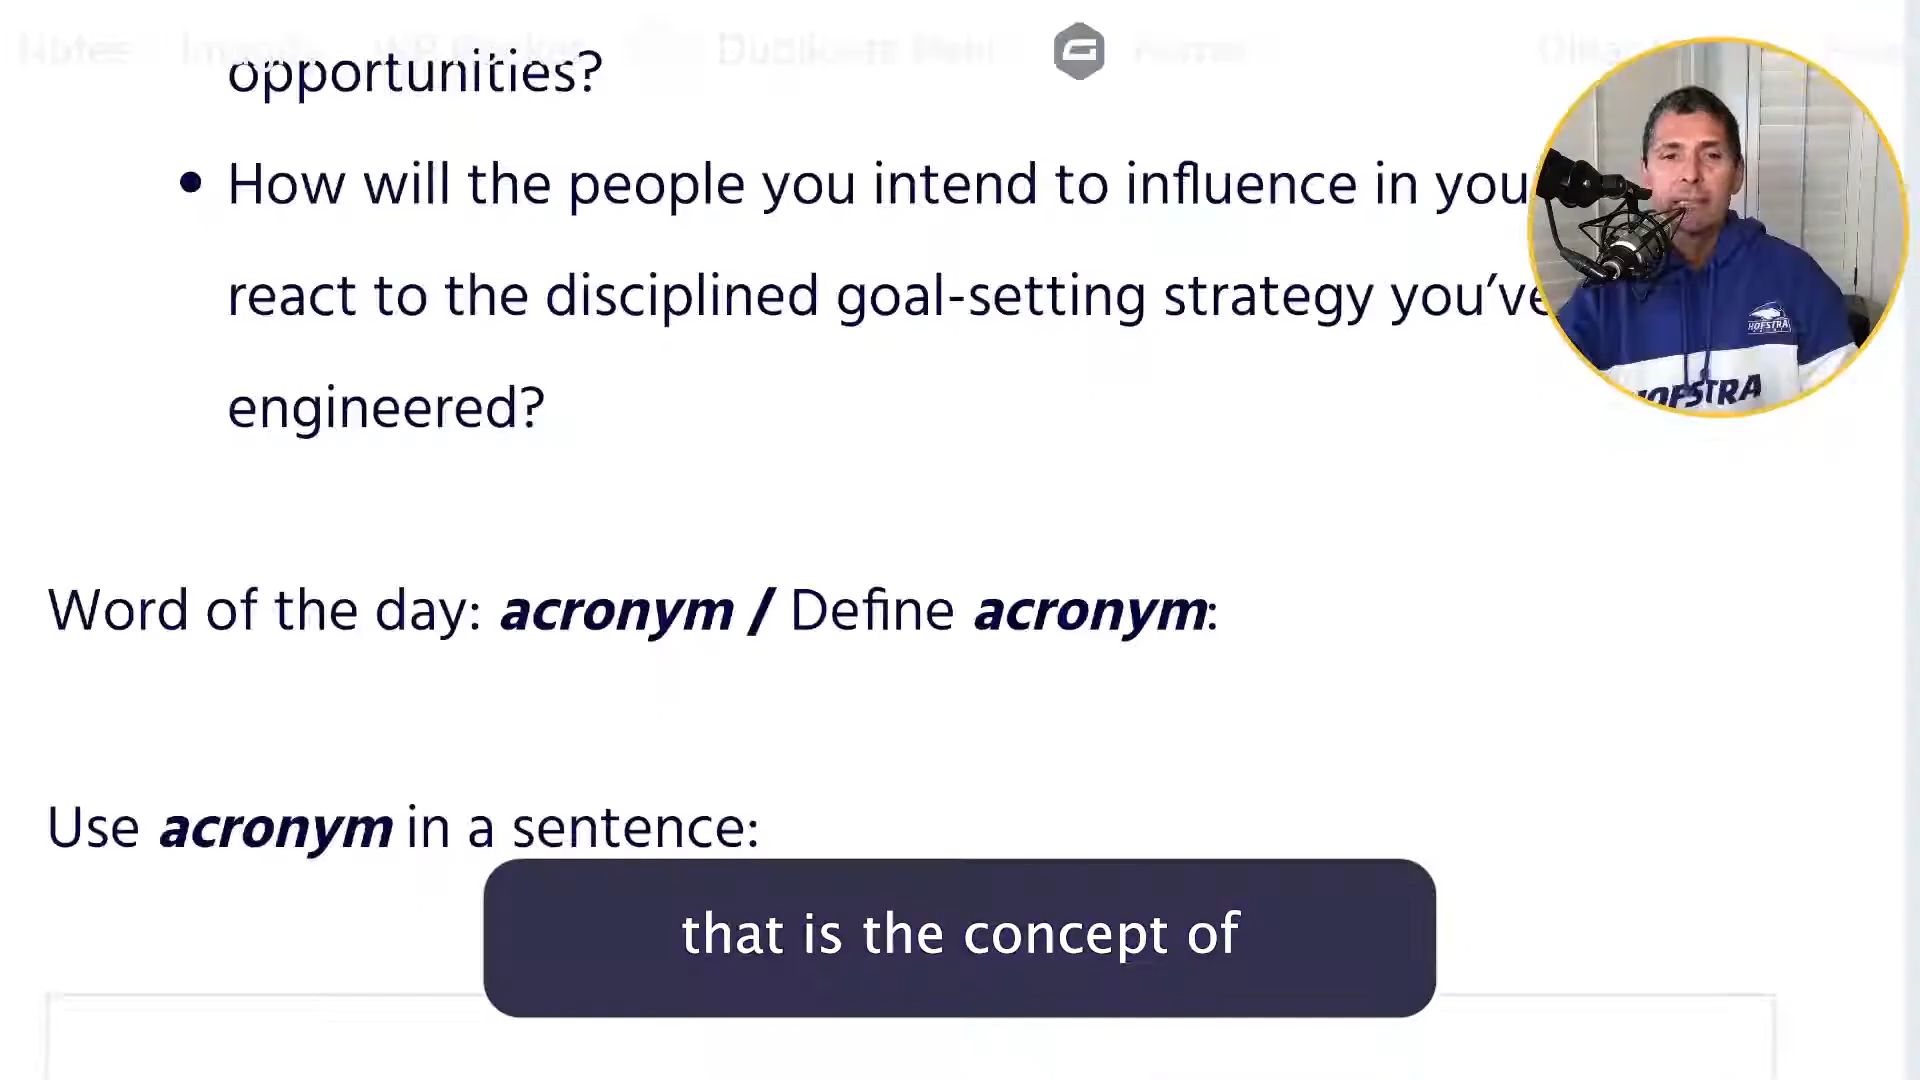 opportunities?
• How will the people you intend to influence in you
react to the disciplined goal-setting strategy you've
engineered?
Word of the day: acronym / Define acronym:
Use acronym in a sentence:
that is the concept of
HOFSTRA
HOFSTRA